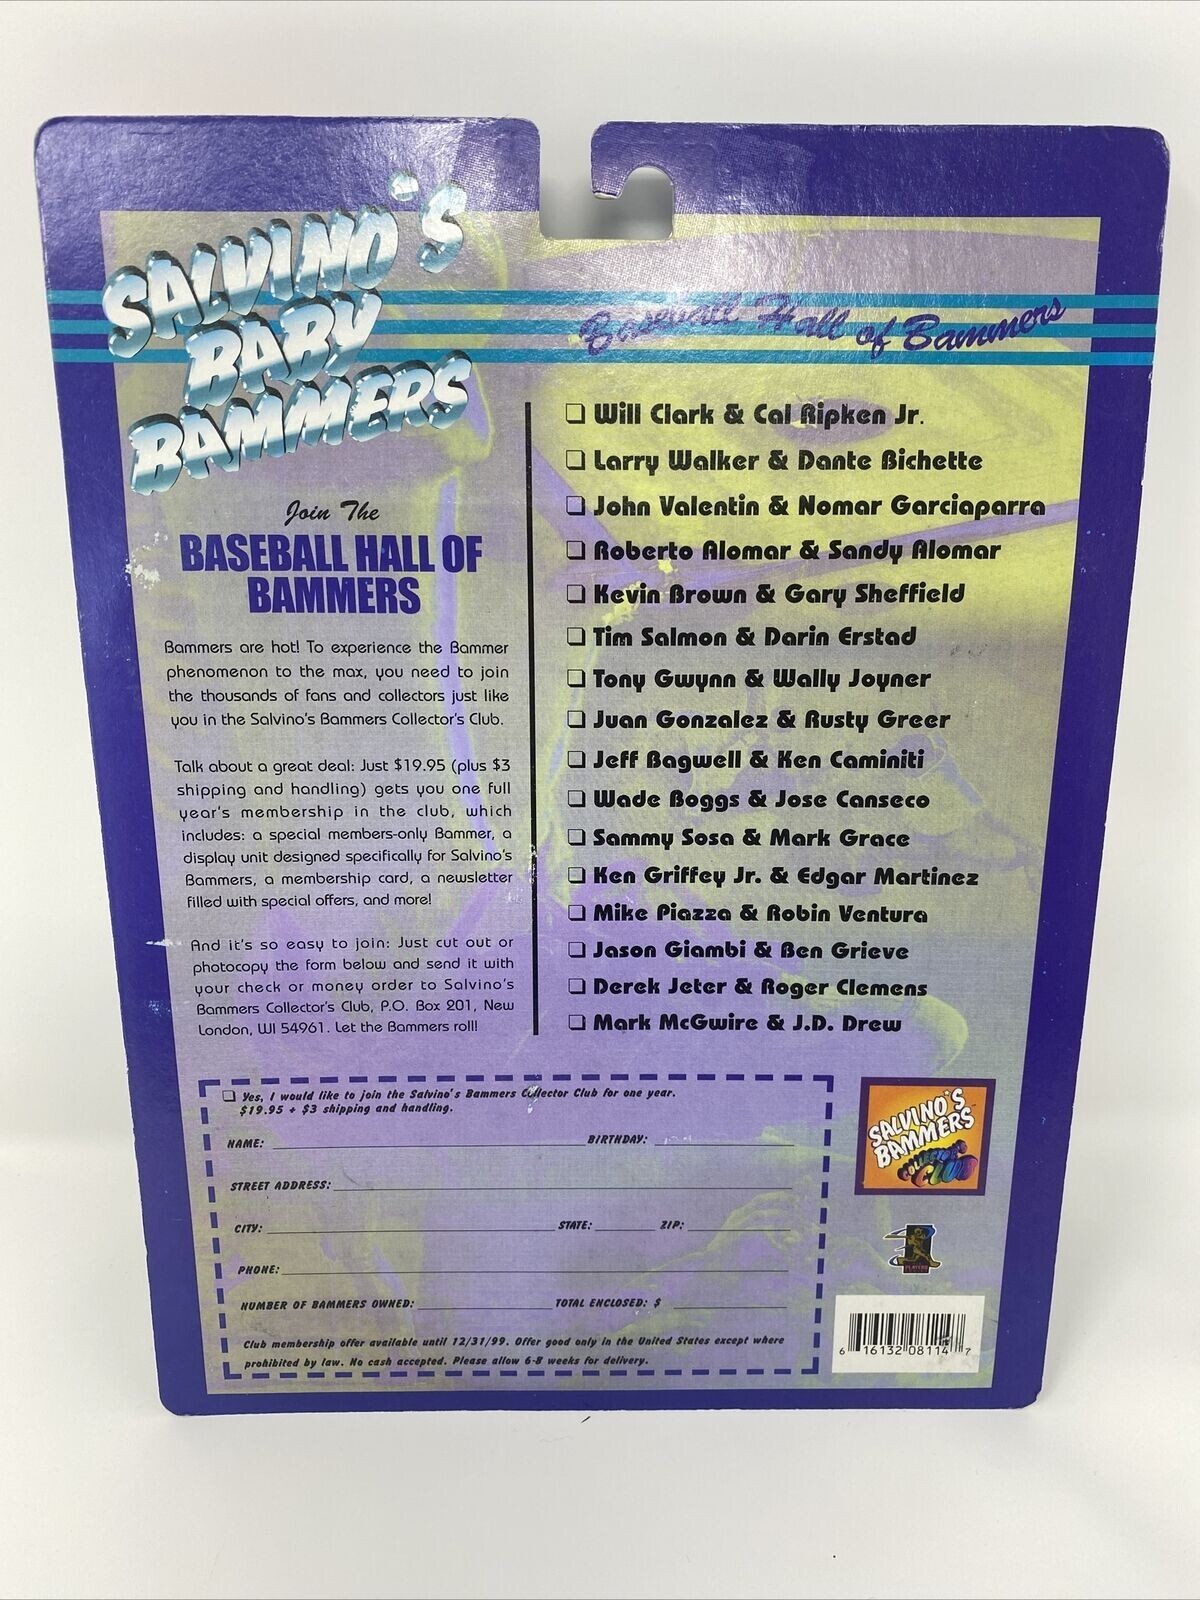 SALVINO'S
BABY
BAMMERS
Join The
BASEBALL HALL OF
BAMMERS
Bammers are hot! To experience the Bammer
phenomenon to the max, you need to join
the thousands of fans and collectors just like
you in the Salvino's Bammers Collector's Club.
Talk about a great deal: Just $19.95 (plus $3
shipping and handling) gets you one full
year's membership in the club, which
includes: a special members-only Bammer, a
display unit designed specifically for Salvino's
Bammers, a membership card, a newsletter
filled with special offers, and more!
And it's so easy to join: Just cut out or
photocopy the form below and send it with
your check or money order to Salvino's
Bammers Collector's Club, P.O. Box 201, New
London, WI 54961. Let the Bammers roll!
Baseball Hall of Bammers
❏ Will Clark & Cal Ripken Jr.
❏ Larry Walker & Dante Bichette
❏ John Valentin & Nomar Garciaparra
❏ Roberto Alomar & Sandy Alomar
❏ Kevin Brown & Gary Sheffield
❏ Tim Salmon & Darin Erstad
❏ Tony Gwynn & Wally Joyner
❏ Juan Gonzalez & Rusty Greer
❏ Jeff Bagwell & Ken Caminiti
❏ Wade Boggs & Jose Canseco
❏ Sammy Sosa & Mark Grace
❏ Ken Griffey Jr. & Edgar Martinez
❏ Mike Piazza & Robin Ventura
❏ Jason Giambi & Ben Grieve
❏ Derek Jeter & Roger Clemens
❏ Mark McGwire & J.D. Drew
❏ Yes, I would like to join the Salvino's Bammers Collector Club for one year.
$19.95 + $3 shipping and handling.
NAME: BIRTHDAY:
STREET ADDRESS:
CITY: STATE: ZIP:
PHONE:
NUMBER OF BAMMERS OWNED: TOTAL ENCLOSED: $
Club membership offer available until 12/31/99. Offer good only in the United States except where
prohibited by law. No cash accepted. Please allow 6-8 weeks for delivery.
SALVINO'S
BAMMERS
COLLECTOR'S
CLUB
PLAYERS
6 16132 08114 7